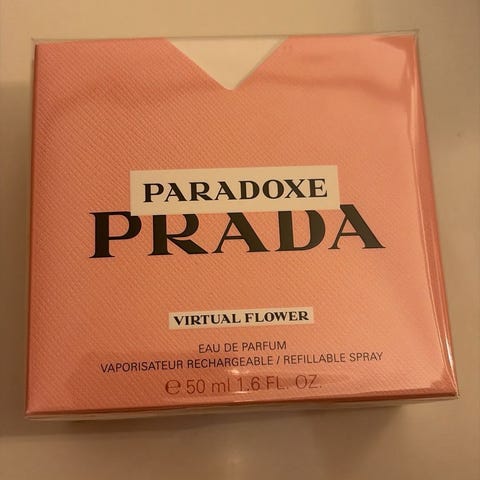 PARADOXE
PRADA
VIRTUAL FLOWER
EAU DE PARFUM
VAPORISATEUR RECHARGEABLE / REFILLABLE SPRAY
℮ 50 ml 1.6 FL. OZ.